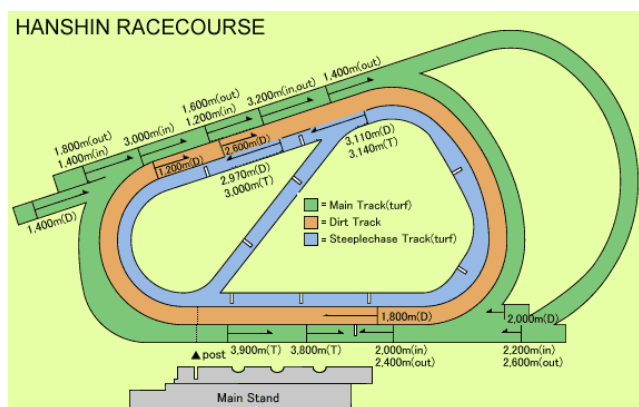 HANSHIN RACECOURSE
1,400m(out)
3,200m(in,out)
1,600m(out)
1,200m(in)
3,000m(in)
1,800m(out)
1,400m(in)
1,400m(D)
1,200m(D)
2,600m(D)
2,970m(D)
3,000m(T)
3,110m(D)
3,140m(T)
= Main Track(turf)
= Dirt Track
= Steeplechase Track(turf)
1,800m(D)
2,000m(D)
▲post
3,900m(T)
3,800m(T)
2,000m(in)
2,400m(out)
2,200m(in)
2,600m(out)
Main Stand